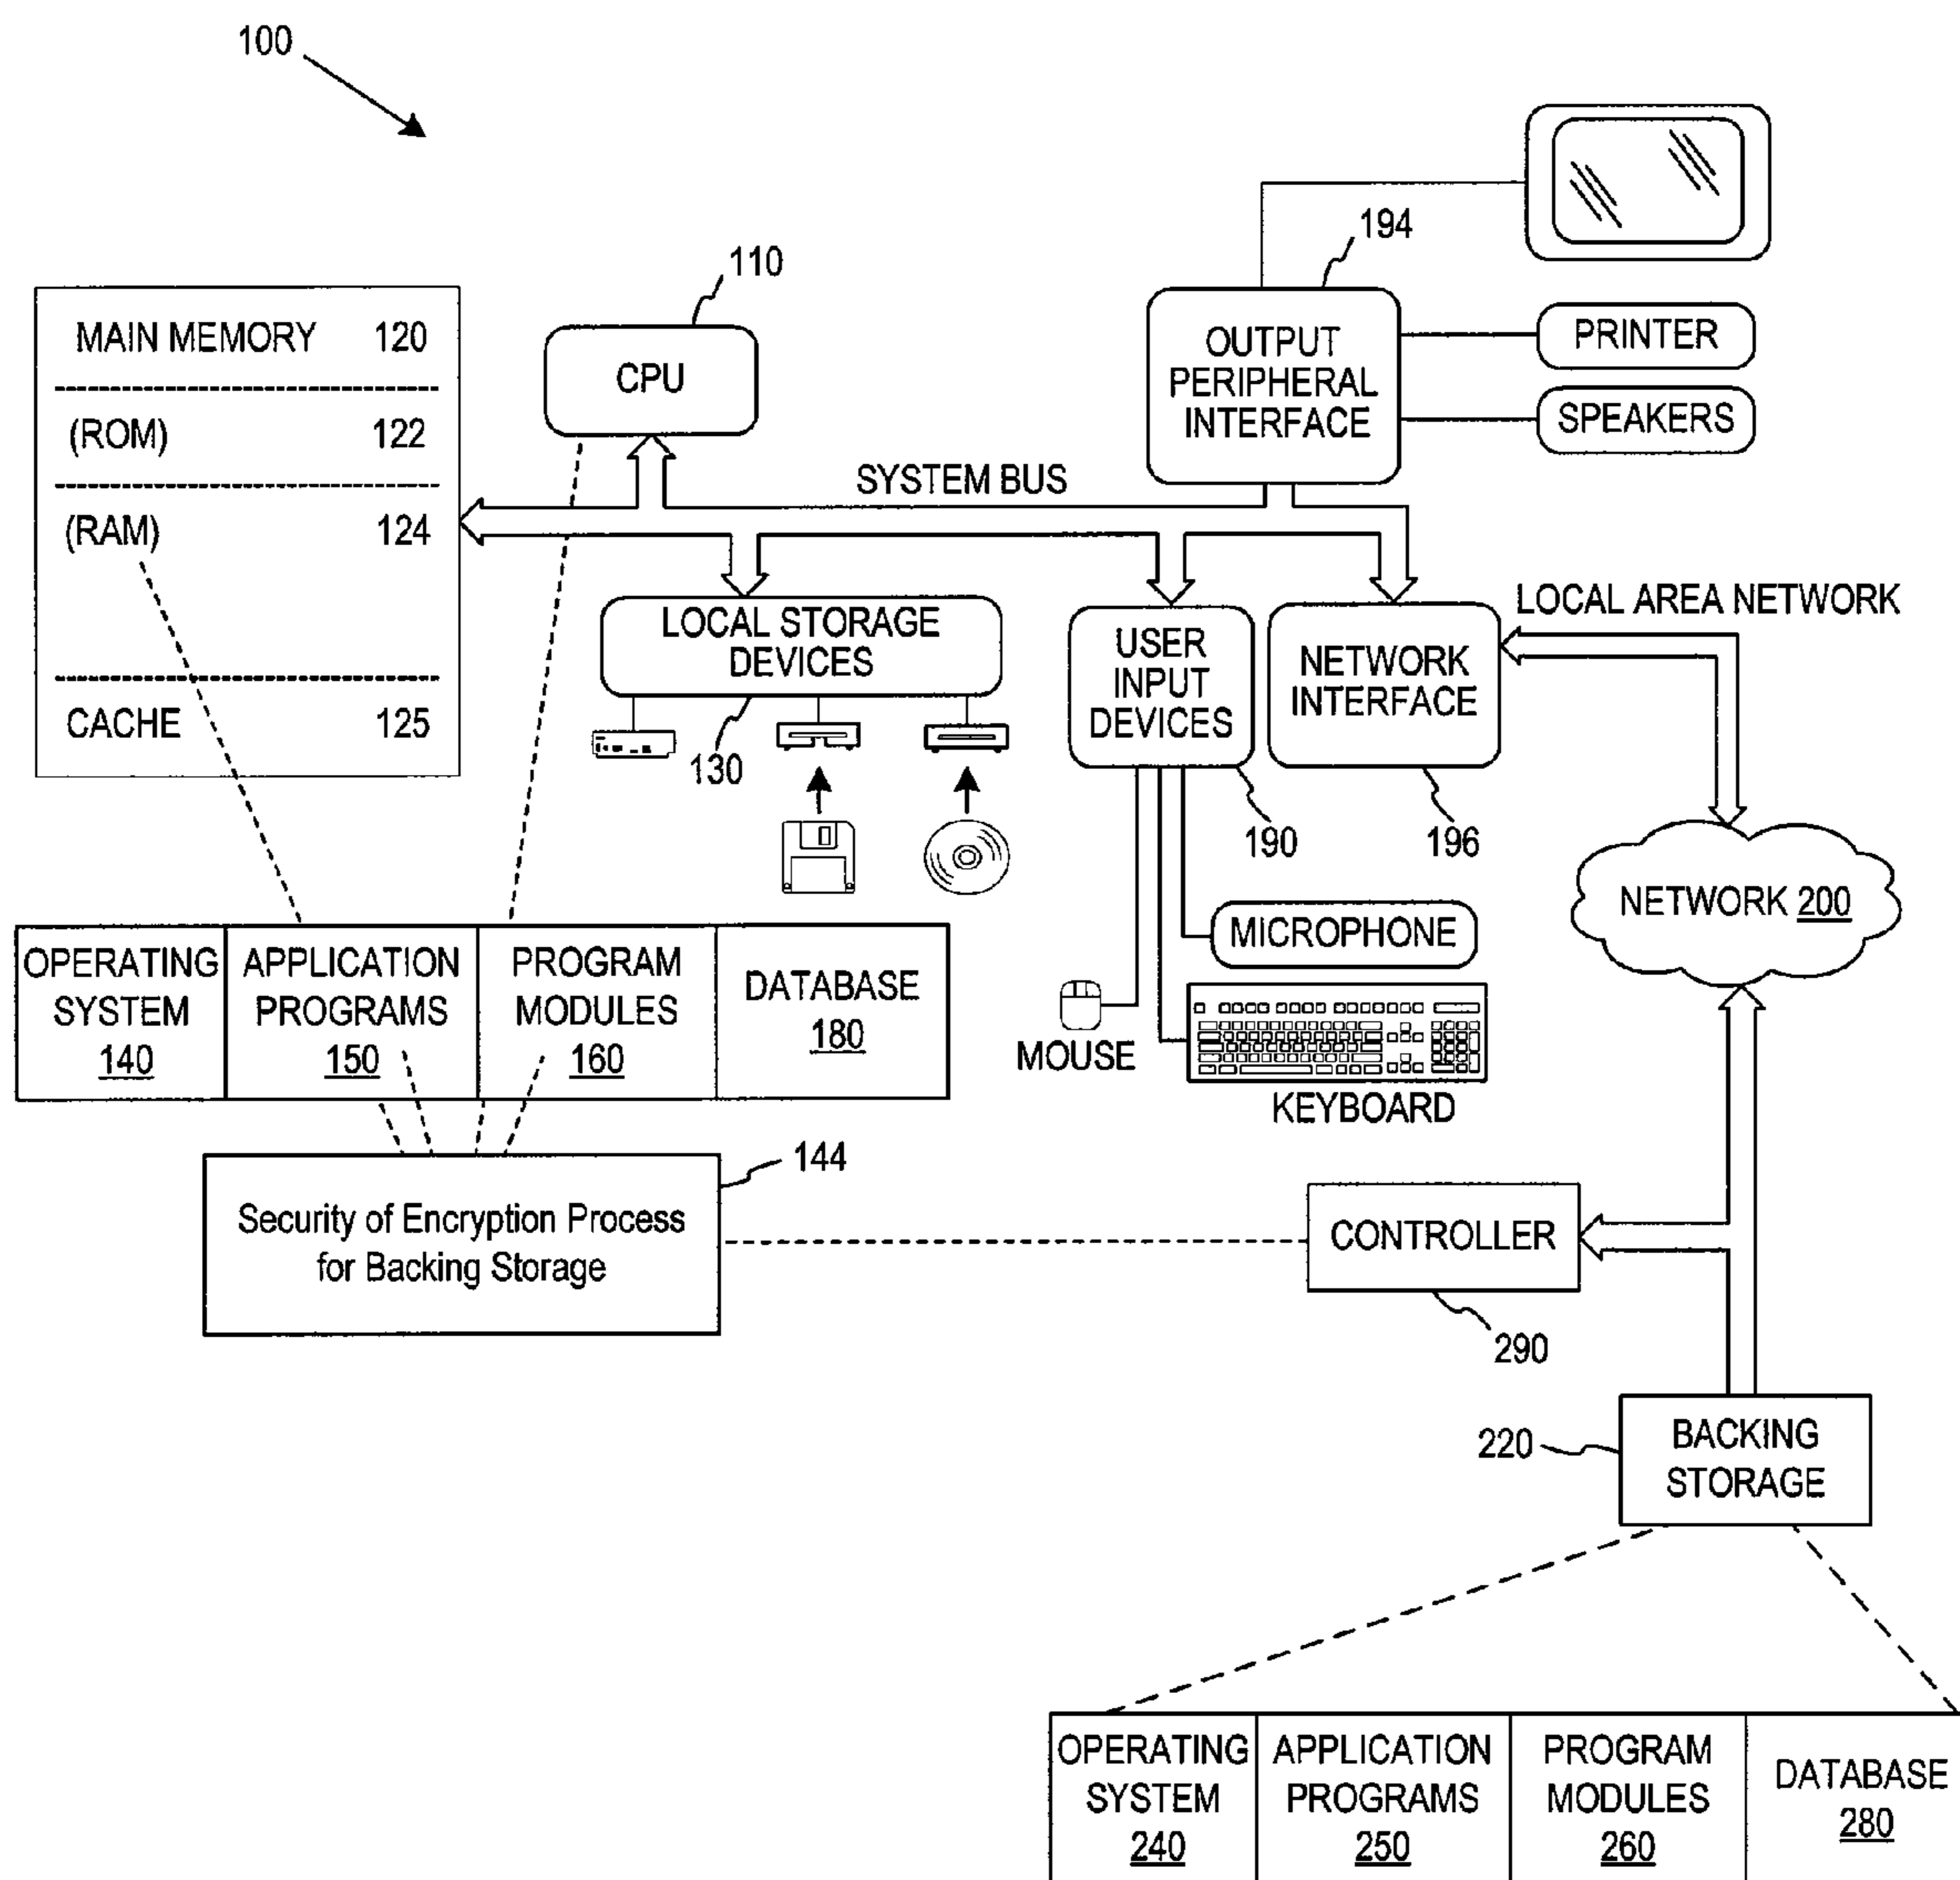 100
194
110
MAIN MEMORY 120
(ROM) 122
(RAM) 124
CACHE 125
CPU
OUTPUT
PERIPHERAL
INTERFACE
PRINTER
SPEAKERS
SYSTEM BUS
LOCAL STORAGE
DEVICES
130
USER
INPUT
DEVICES
190
NETWORK
INTERFACE
196
LOCAL AREA NETWORK
NETWORK 200
MICROPHONE
MOUSE
KEYBOARD
OPERATING
SYSTEM
140
APPLICATION
PROGRAMS
150
PROGRAM
MODULES
160
DATABASE
180
144
Security of Encryption Process
for Backing Storage
CONTROLLER
290
220
BACKING
STORAGE
OPERATING
SYSTEM
240
APPLICATION
PROGRAMS
250
PROGRAM
MODULES
260
DATABASE
280